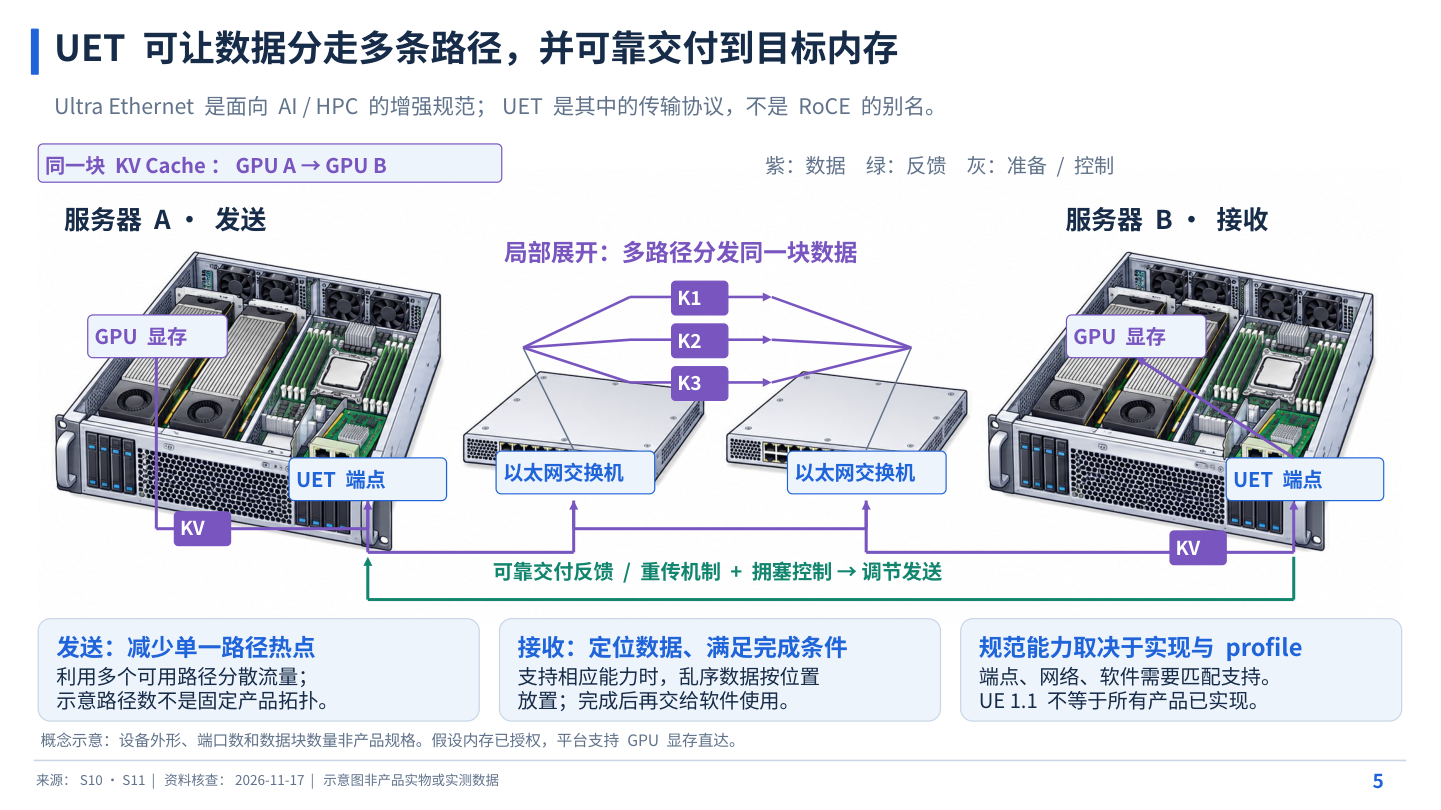 UET 可让数据分走多条路径，并可靠交付到目标内存
Ultra Ethernet 是面向 AI / HPC 的增强规范； UET 是其中的传输协议，不是 RoCE 的别名。
同一块 KV Cache： GPU A → GPU B
紫：数据 绿：反馈 灰：准备 / 控制
服务器 A · 发送
服务器 B · 接收
局部展开：多路径分发同一块数据
K1
GPU 显存
GPU 显存
K2
K3
以太网交换机
以太网交换机
UET 端点
UET 端点
KV
KV
可靠交付反馈 / 重传机制 + 拥塞控制 → 调节发送
发送：减少单一路径热点
利用多个可用路径分散流量；
示意路径数不是固定产品拓扑。
接收：定位数据、满足完成条件
支持相应能力时，乱序数据按位置
放置；完成后再交给软件使用。
规范能力取决于实现与 profile
端点、网络、软件需要匹配支持。
UE 1.1 不等于所有产品已实现。
概念示意：设备外形、端口数和数据块数量非产品规格。假设内存已授权，平台支持 GPU 显存直达。
来源： S10 · S11 | 资料核查： 2026-11-17 | 示意图非产品实物或实测数据
5